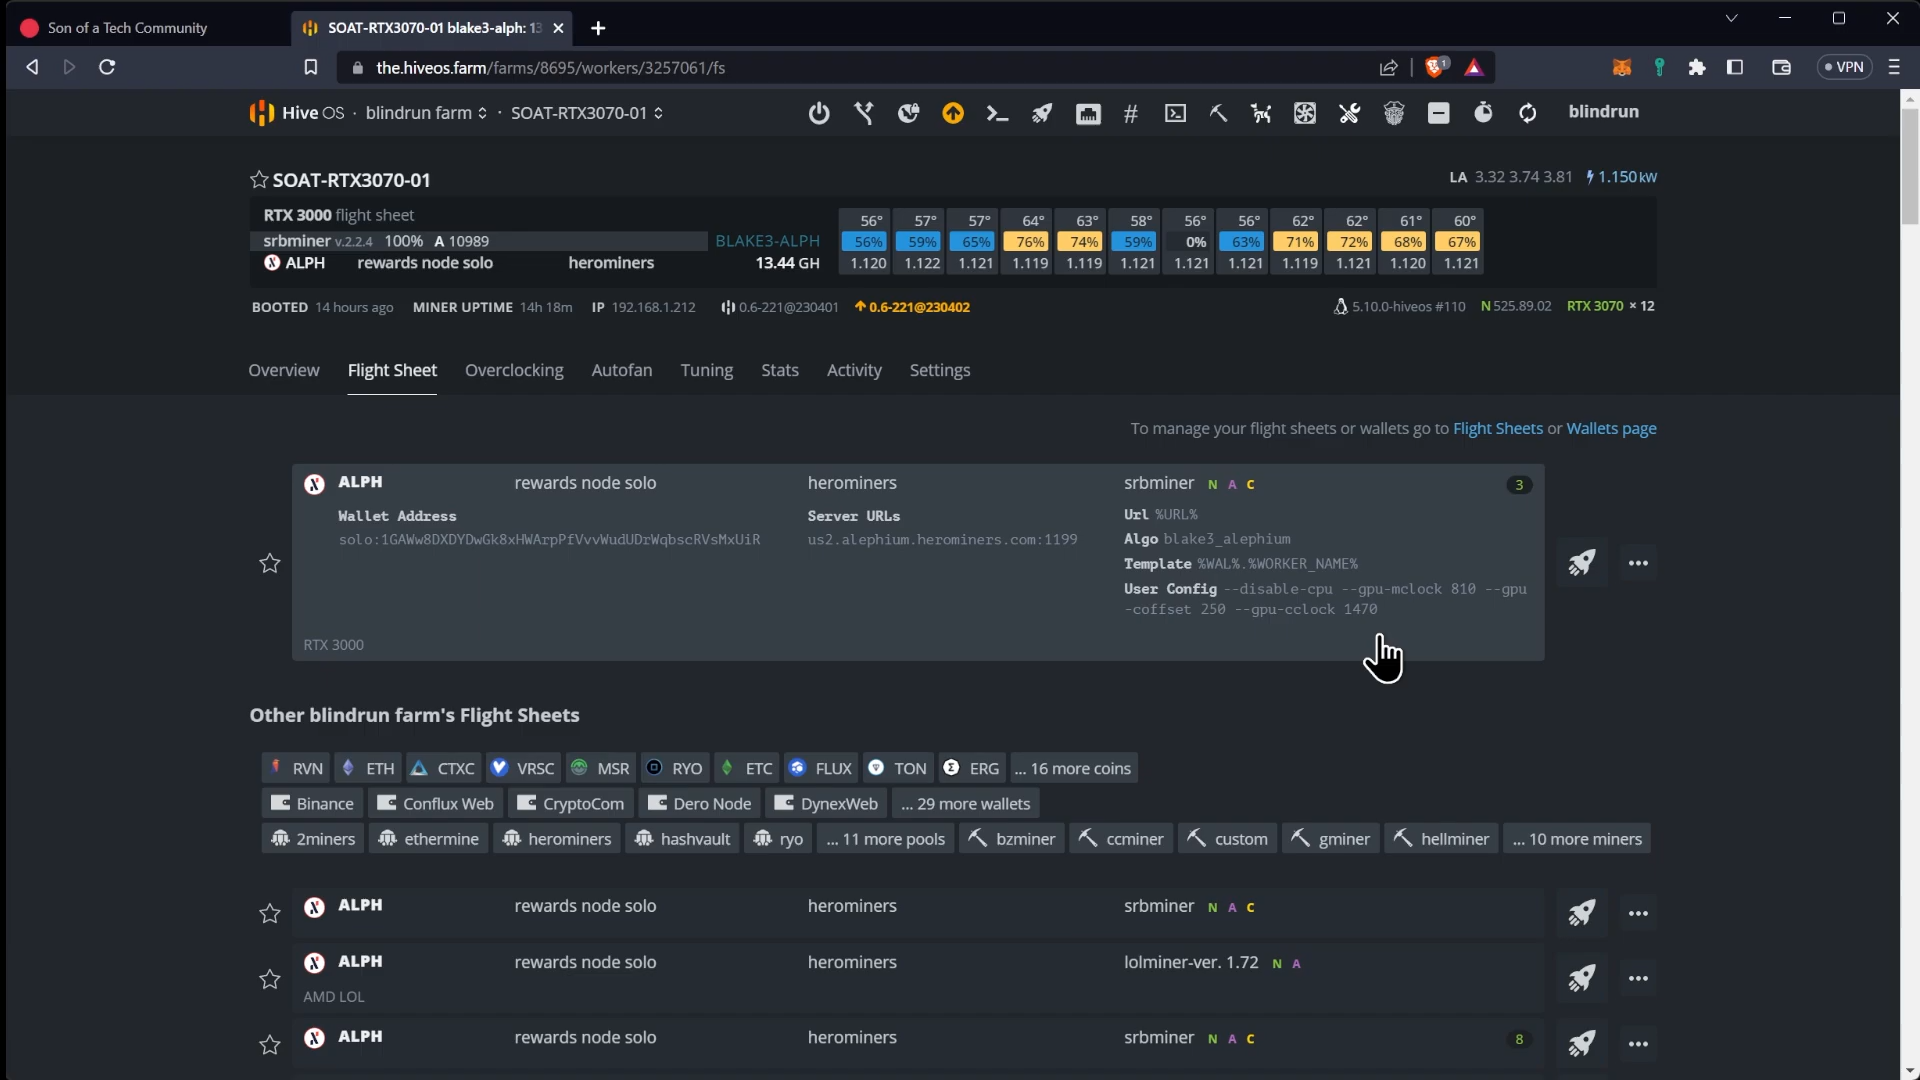 Son of a Tech Community
SOAT-RTX3070-01 blake3-alph: 13
the.hiveos.farm/farms/8695/workers/3257061/fs
1
VPN
Hive OS · blindrun farm · SOAT-RTX3070-01
blindrun
SOAT-RTX3070-01
LA 3.32 3.74 3.81 1.150 kW
RTX 3000 flight sheet
56° 57° 57° 64° 63° 58° 56° 56° 62° 62° 61° 60°
srbminer v.2.2.4 100% A 10989 BLAKE3-ALPH 56% 59% 65% 76% 74% 59% 0% 63% 71% 72% 68% 67%
ALPH rewards node solo herominers 13.44 GH 1.120 1.122 1.121 1.119 1.119 1.121 1.121 1.121 1.119 1.121 1.120 1.121
BOOTED 14 hours ago MINER UPTIME 14h 18m IP 192.168.1.212 0.6-221@230401 0.6-221@230402 5.10.0-hiveos #110 N 525.89.02 RTX 3070 × 12
Overview Flight Sheet Overclocking Autofan Tuning Stats Activity Settings
To manage your flight sheets or wallets go to Flight Sheets or Wallets page
ALPH rewards node solo herominers srbminer N A C 3
Wallet Address Server URLs Url %URL%
solo:1GAWw8DXDYDwGk8xHWArpPfVvvWudUDrWqbscRVsMxUiR us2.alephium.herominers.com:1199 Algo blake3_alephium
Template %WAL%.%WORKER_NAME%
User Config --disable-cpu --gpu-mclock 810 --gpu
-coffset 250 --gpu-cclock 1470
RTX 3000
Other blindrun farm's Flight Sheets
RVN ETH CTXC VRSC MSR RYO ETC FLUX TON ERG ... 16 more coins
Binance Conflux Web CryptoCom Dero Node DynexWeb ... 29 more wallets
2miners ethermine herominers hashvault ryo ... 11 more pools bzminer ccminer custom gminer hellminer ... 10 more miners
ALPH rewards node solo herominers srbminer N A C
ALPH rewards node solo herominers lolminer-ver. 1.72 N A
AMD LOL
ALPH rewards node solo herominers srbminer N A C 8